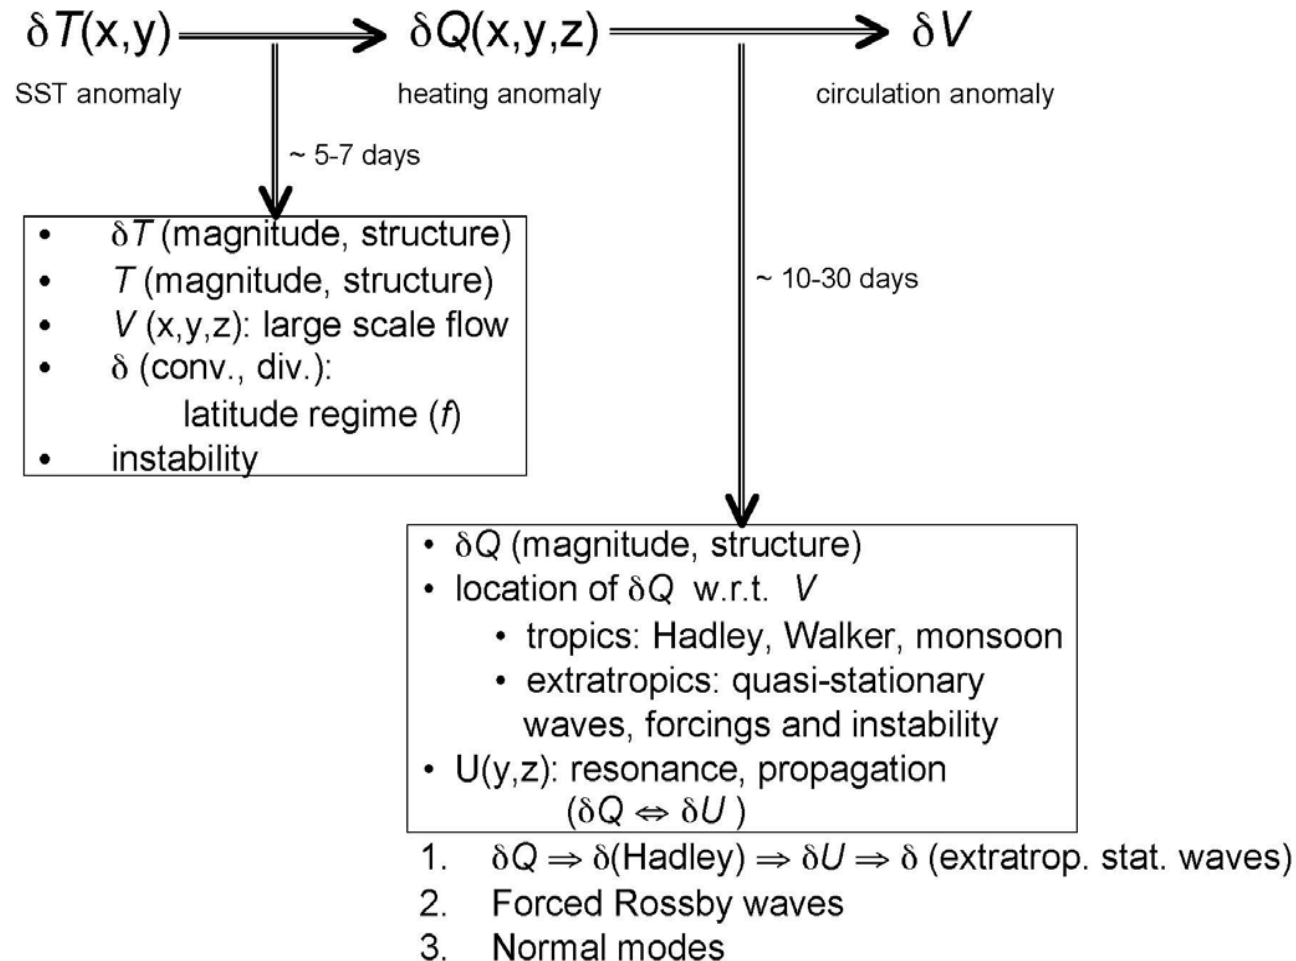 δT(x,y) δQ(x,y,z) δV
SST anomaly heating anomaly circulation anomaly
~ 5-7 days
• δT (magnitude, structure)
• T (magnitude, structure)
• V (x,y,z): large scale flow
• δ (conv., div.):
latitude regime (f)
• instability
~ 10-30 days
• δQ (magnitude, structure)
• location of δQ w.r.t. V
• tropics: Hadley, Walker, monsoon
• extratropics: quasi-stationary
waves, forcings and instability
• U(y,z): resonance, propagation
(δQ ⇔ δU )
1. δQ ⇒ δ(Hadley) ⇒ δU ⇒ δ (extratrop. stat. waves)
2. Forced Rossby waves
3. Normal modes